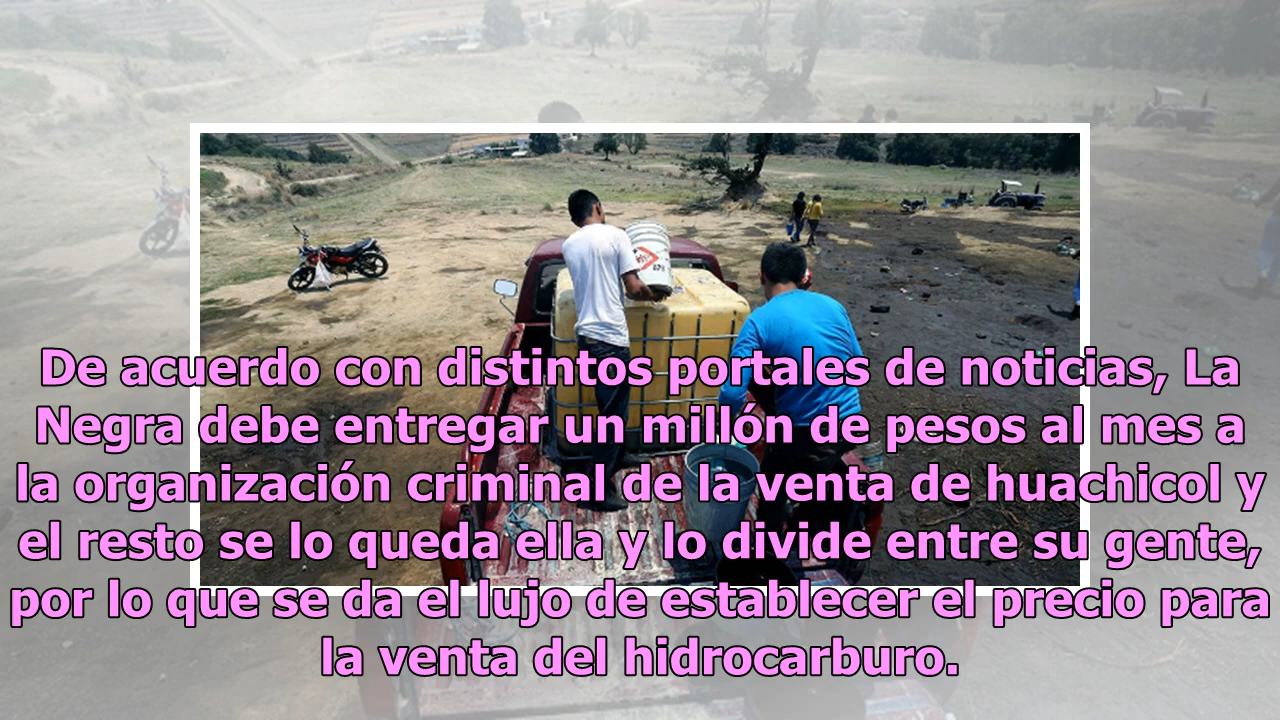 De acuerdo con distintos portales de noticias, La
Negra debe entregar un millón de pesos al mes a
la organización criminal de la venta de huachicol y
el resto se lo queda ella y lo divide entre su gente,
por lo que se da el lujo de establecer el precio para
la venta del hidrocarburo.